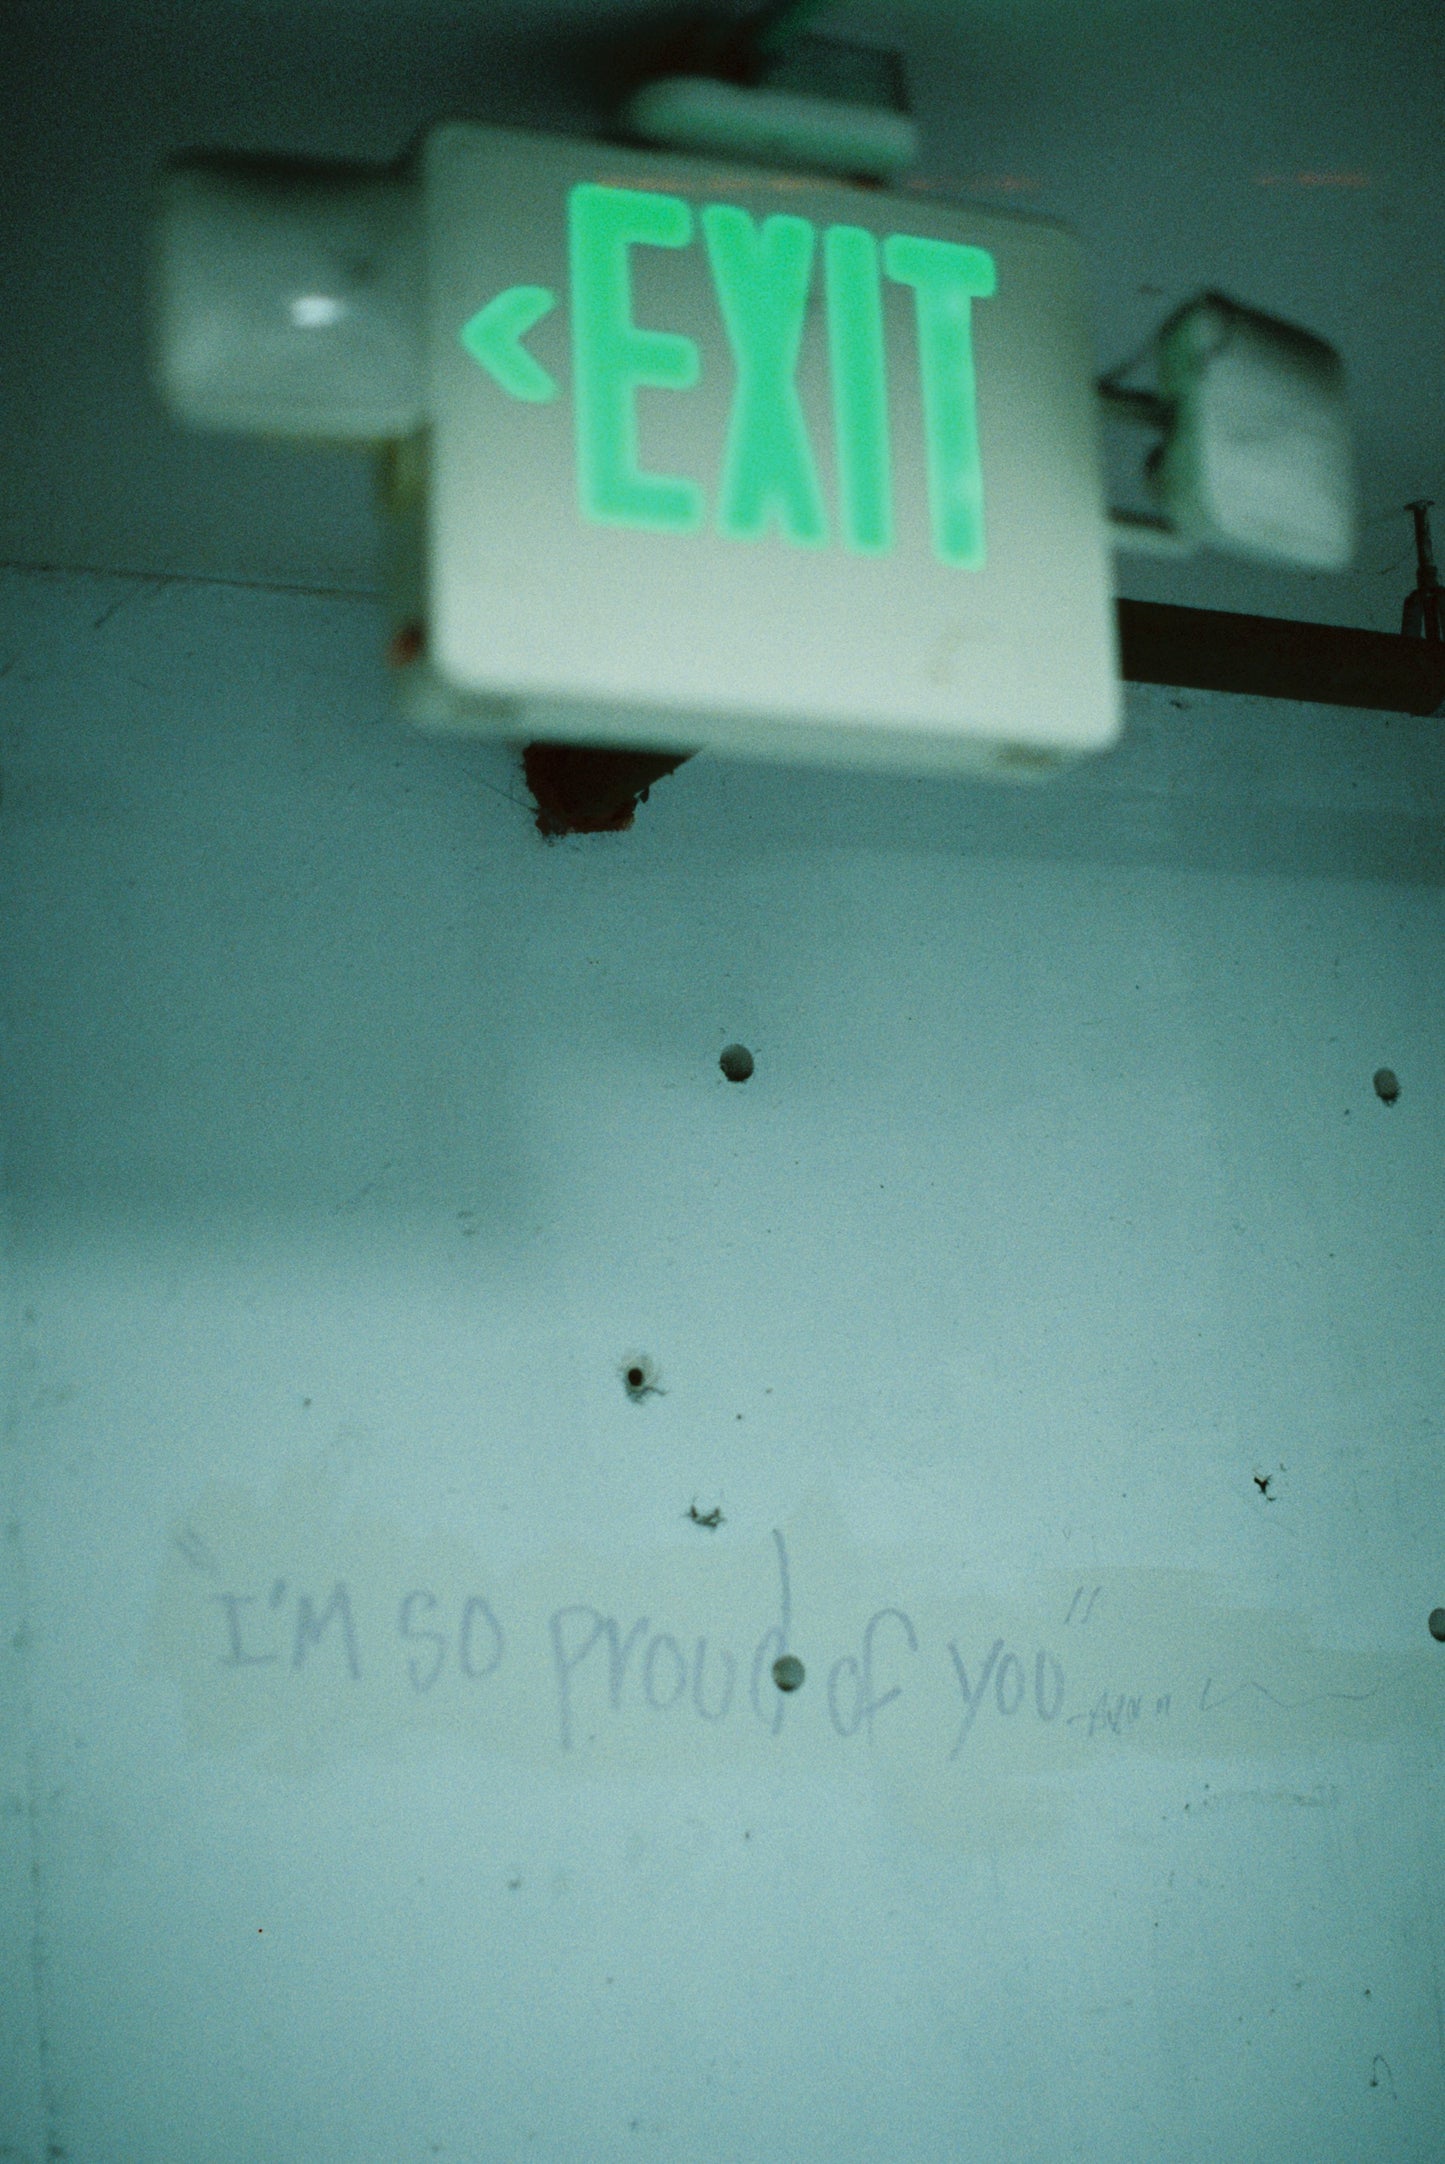 <EXIT
"I'M SO PROUD of YOU"